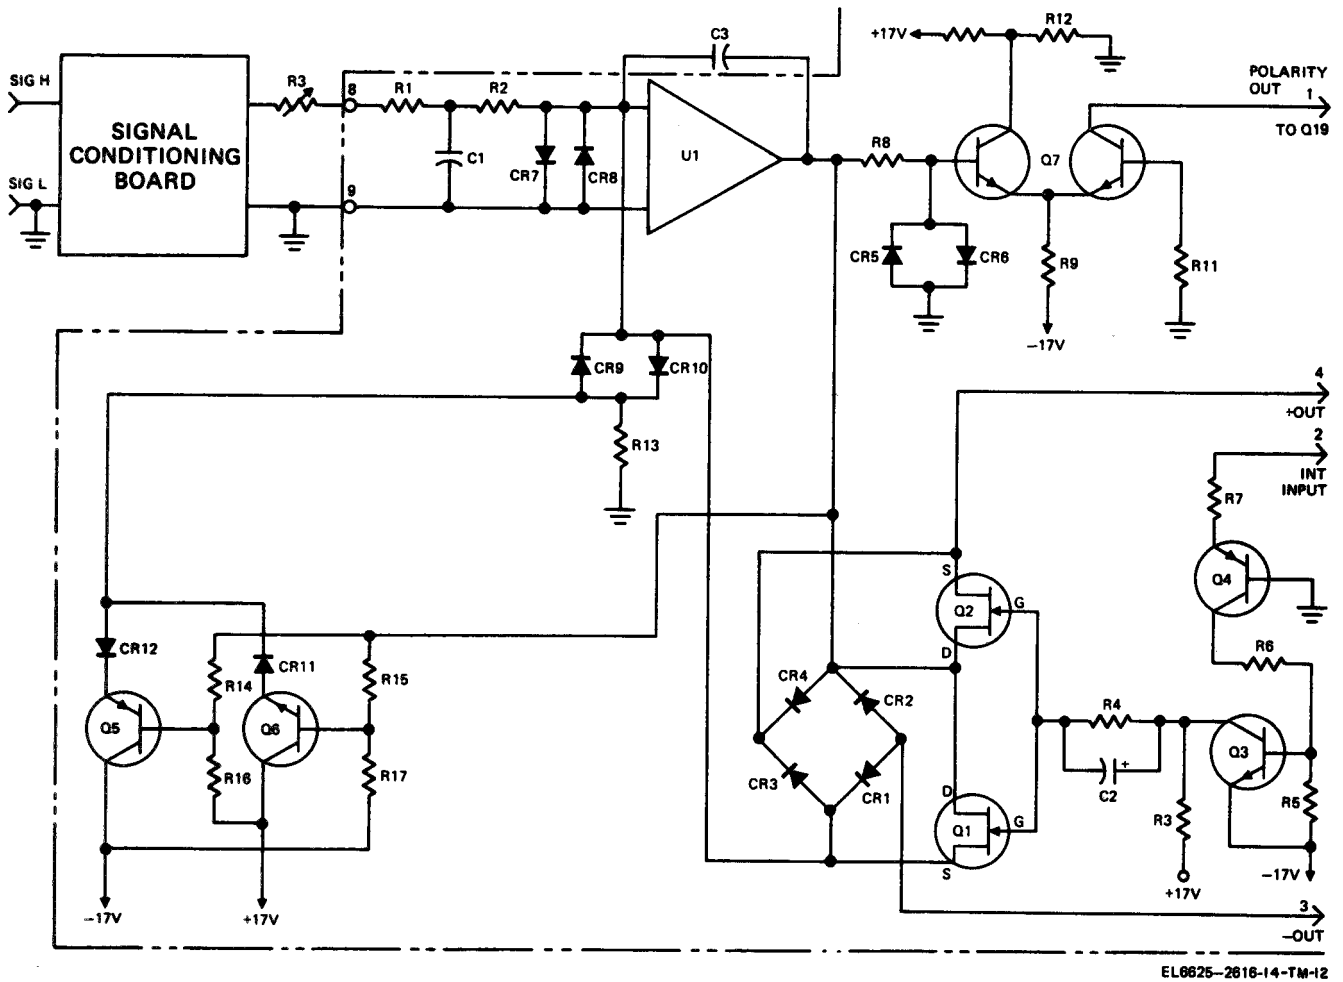 C3
+17V
R12
SIG H
R3
8
R1
R2
POLARITY
OUT
1
TO Q19
SIGNAL
CONDITIONING
BOARD
C1
CR7
CR8
U1
R8
Q7
SIG L
9
CR5
CR6
R9
R11
-17V
CR9
CR10
4
+OUT
R13
2
INT
INPUT
R7
S
Q2
G
Q4
D
R6
CR12
CR11
R14
R15
CR4
CR2
Q5
Q6
R4
Q3
R16
R17
CR3
CR1
C2
+
D
Q1
G
S
R3
R5
+17V
-17V
-17V
+17V
3
-OUT
EL6625-2616-14-TM-12